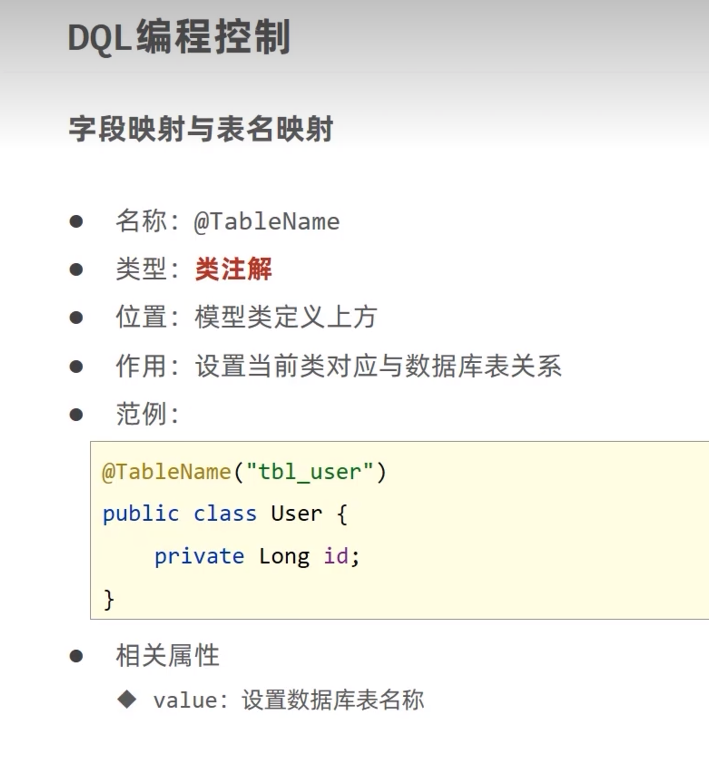 DQL编程控制
字段映射与表名映射
● 名称：@TableName
● 类型：类注解
● 位置：模型类定义上方
● 作用：设置当前类对应与数据库表关系
● 范例：
@TableName("tbl_user")
public class User {
    private Long id;
}
● 相关属性
◆ value：设置数据库表名称